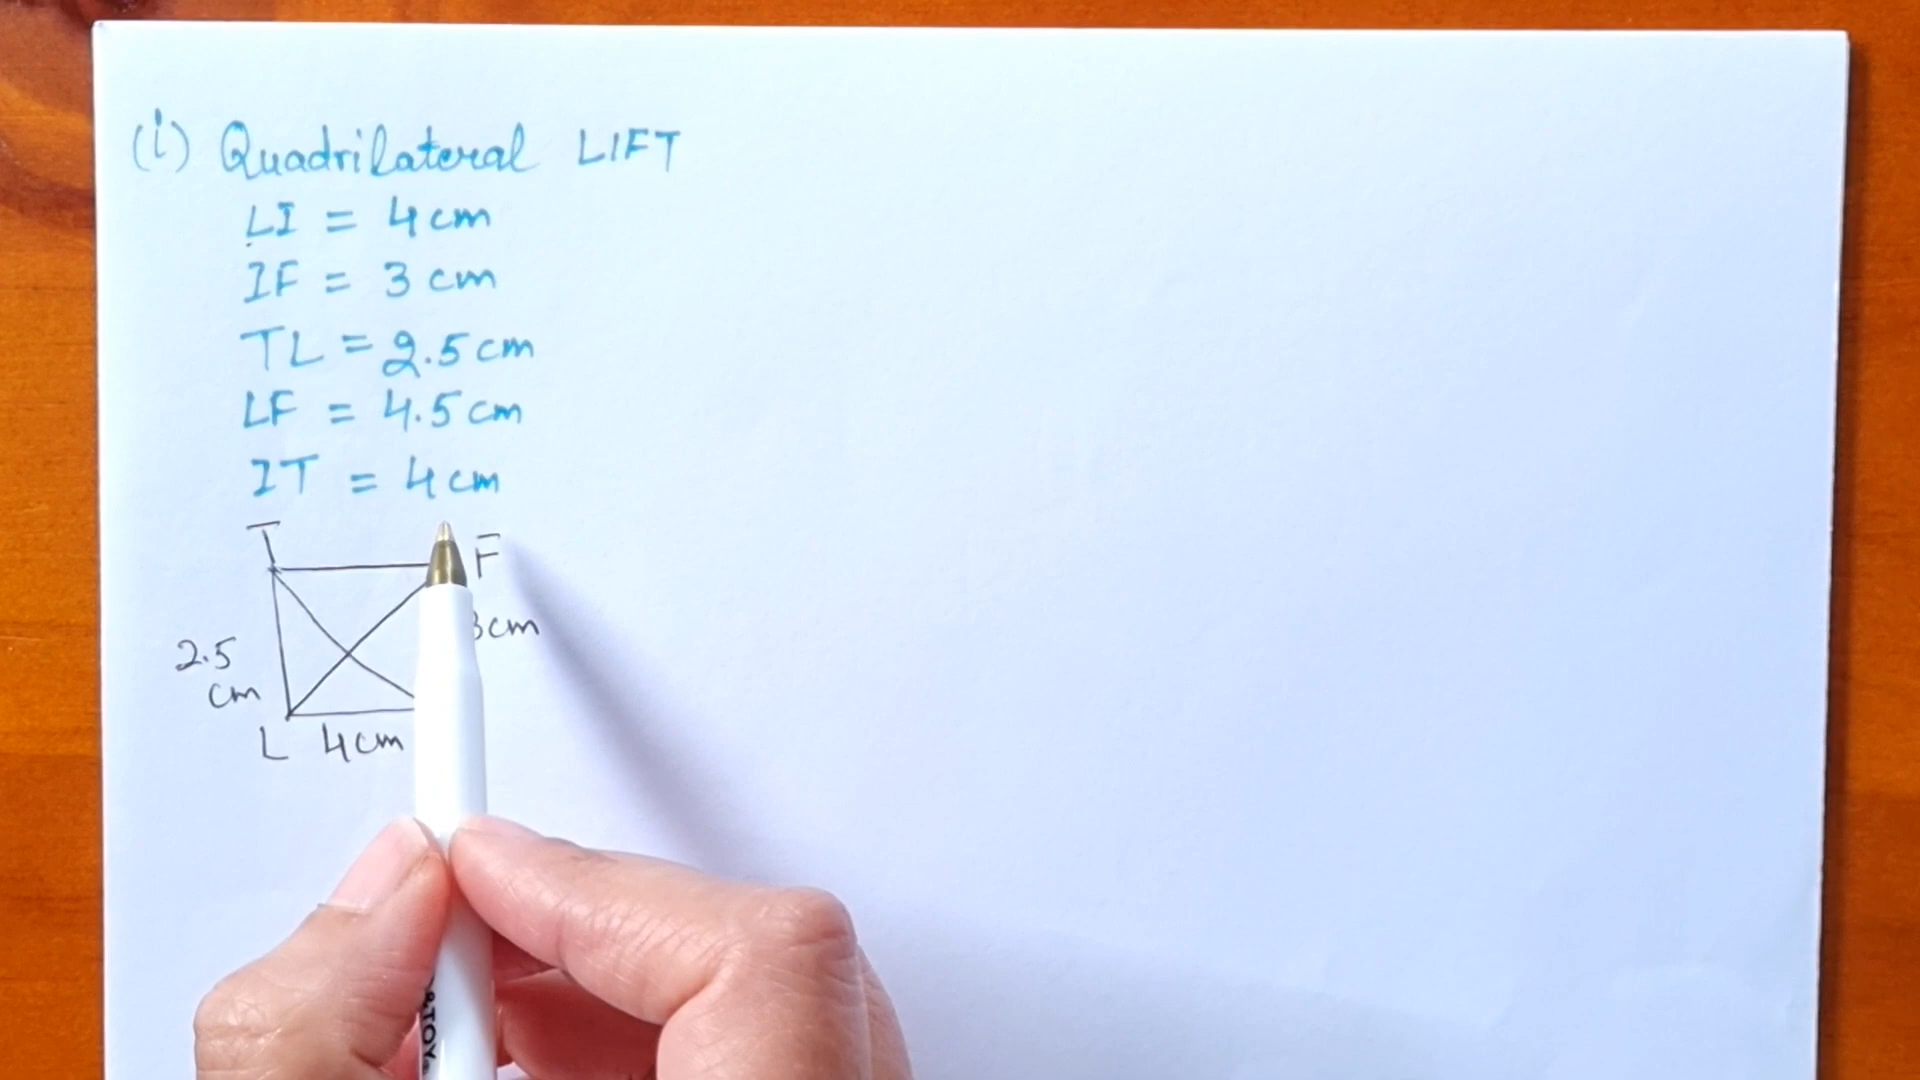 (i) Quadrilateral LIFT
LI = 4 cm
IF = 3 cm
TL = 2.5 cm
LF = 4.5 cm
IT = 4 cm
T
F
3cm
2.5
cm
L 4cm